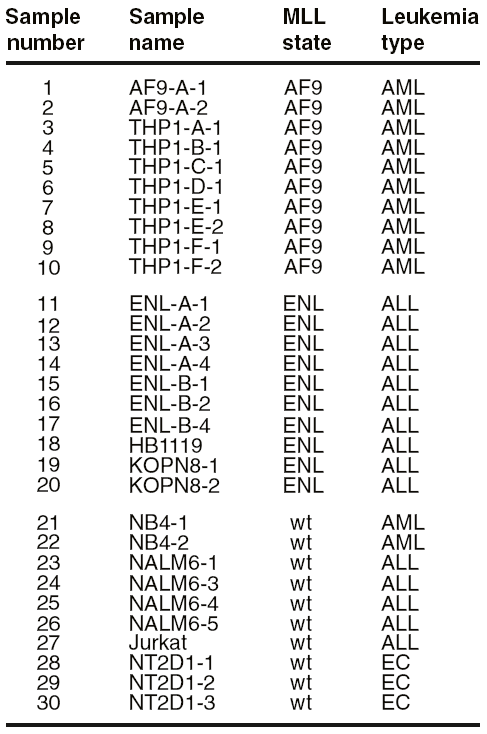 Sample number Sample name MLL state Leukemia type
1 AF9-A-1 AF9 AML
2 AF9-A-2 AF9 AML
3 THP1-A-1 AF9 AML
4 THP1-B-1 AF9 AML
5 THP1-C-1 AF9 AML
6 THP1-D-1 AF9 AML
7 THP1-E-1 AF9 AML
8 THP1-E-2 AF9 AML
9 THP1-F-1 AF9 AML
10 THP1-F-2 AF9 AML
11 ENL-A-1 ENL ALL
12 ENL-A-2 ENL ALL
13 ENL-A-3 ENL ALL
14 ENL-A-4 ENL ALL
15 ENL-B-1 ENL ALL
16 ENL-B-2 ENL ALL
17 ENL-B-4 ENL ALL
18 HB1119 ENL ALL
19 KOPN8-1 ENL ALL
20 KOPN8-2 ENL ALL
21 NB4-1 wt AML
22 NB4-2 wt AML
23 NALM6-1 wt ALL
24 NALM6-3 wt ALL
25 NALM6-4 wt ALL
26 NALM6-5 wt ALL
27 Jurkat wt ALL
28 NT2D1-1 wt EC
29 NT2D1-2 wt EC
30 NT2D1-3 wt EC